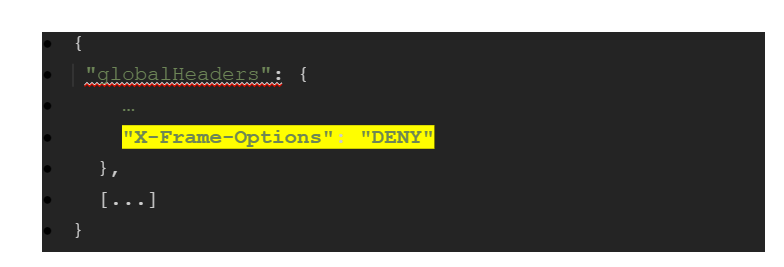 {
"globalHeaders": {
…
"X-Frame-Options": "DENY"
},
[...]
}